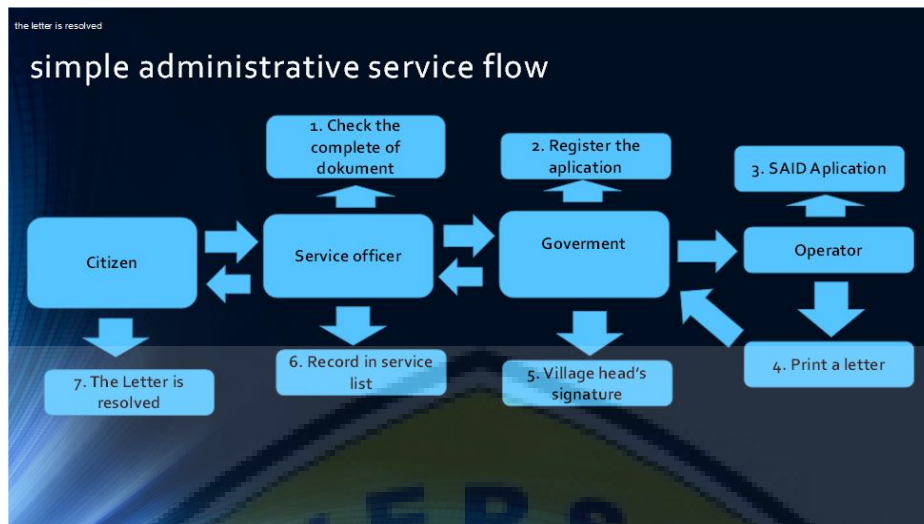 the letter is resolved
simple administrative service flow
1. Check the
complete of
dokument
2. Register the
aplication
3. SAID Aplication
Citizen
Service officer
Goverment
Operator
7. The Letter is
resolved
6. Record in service
list
5. Village head's
signature
4. Print a letter